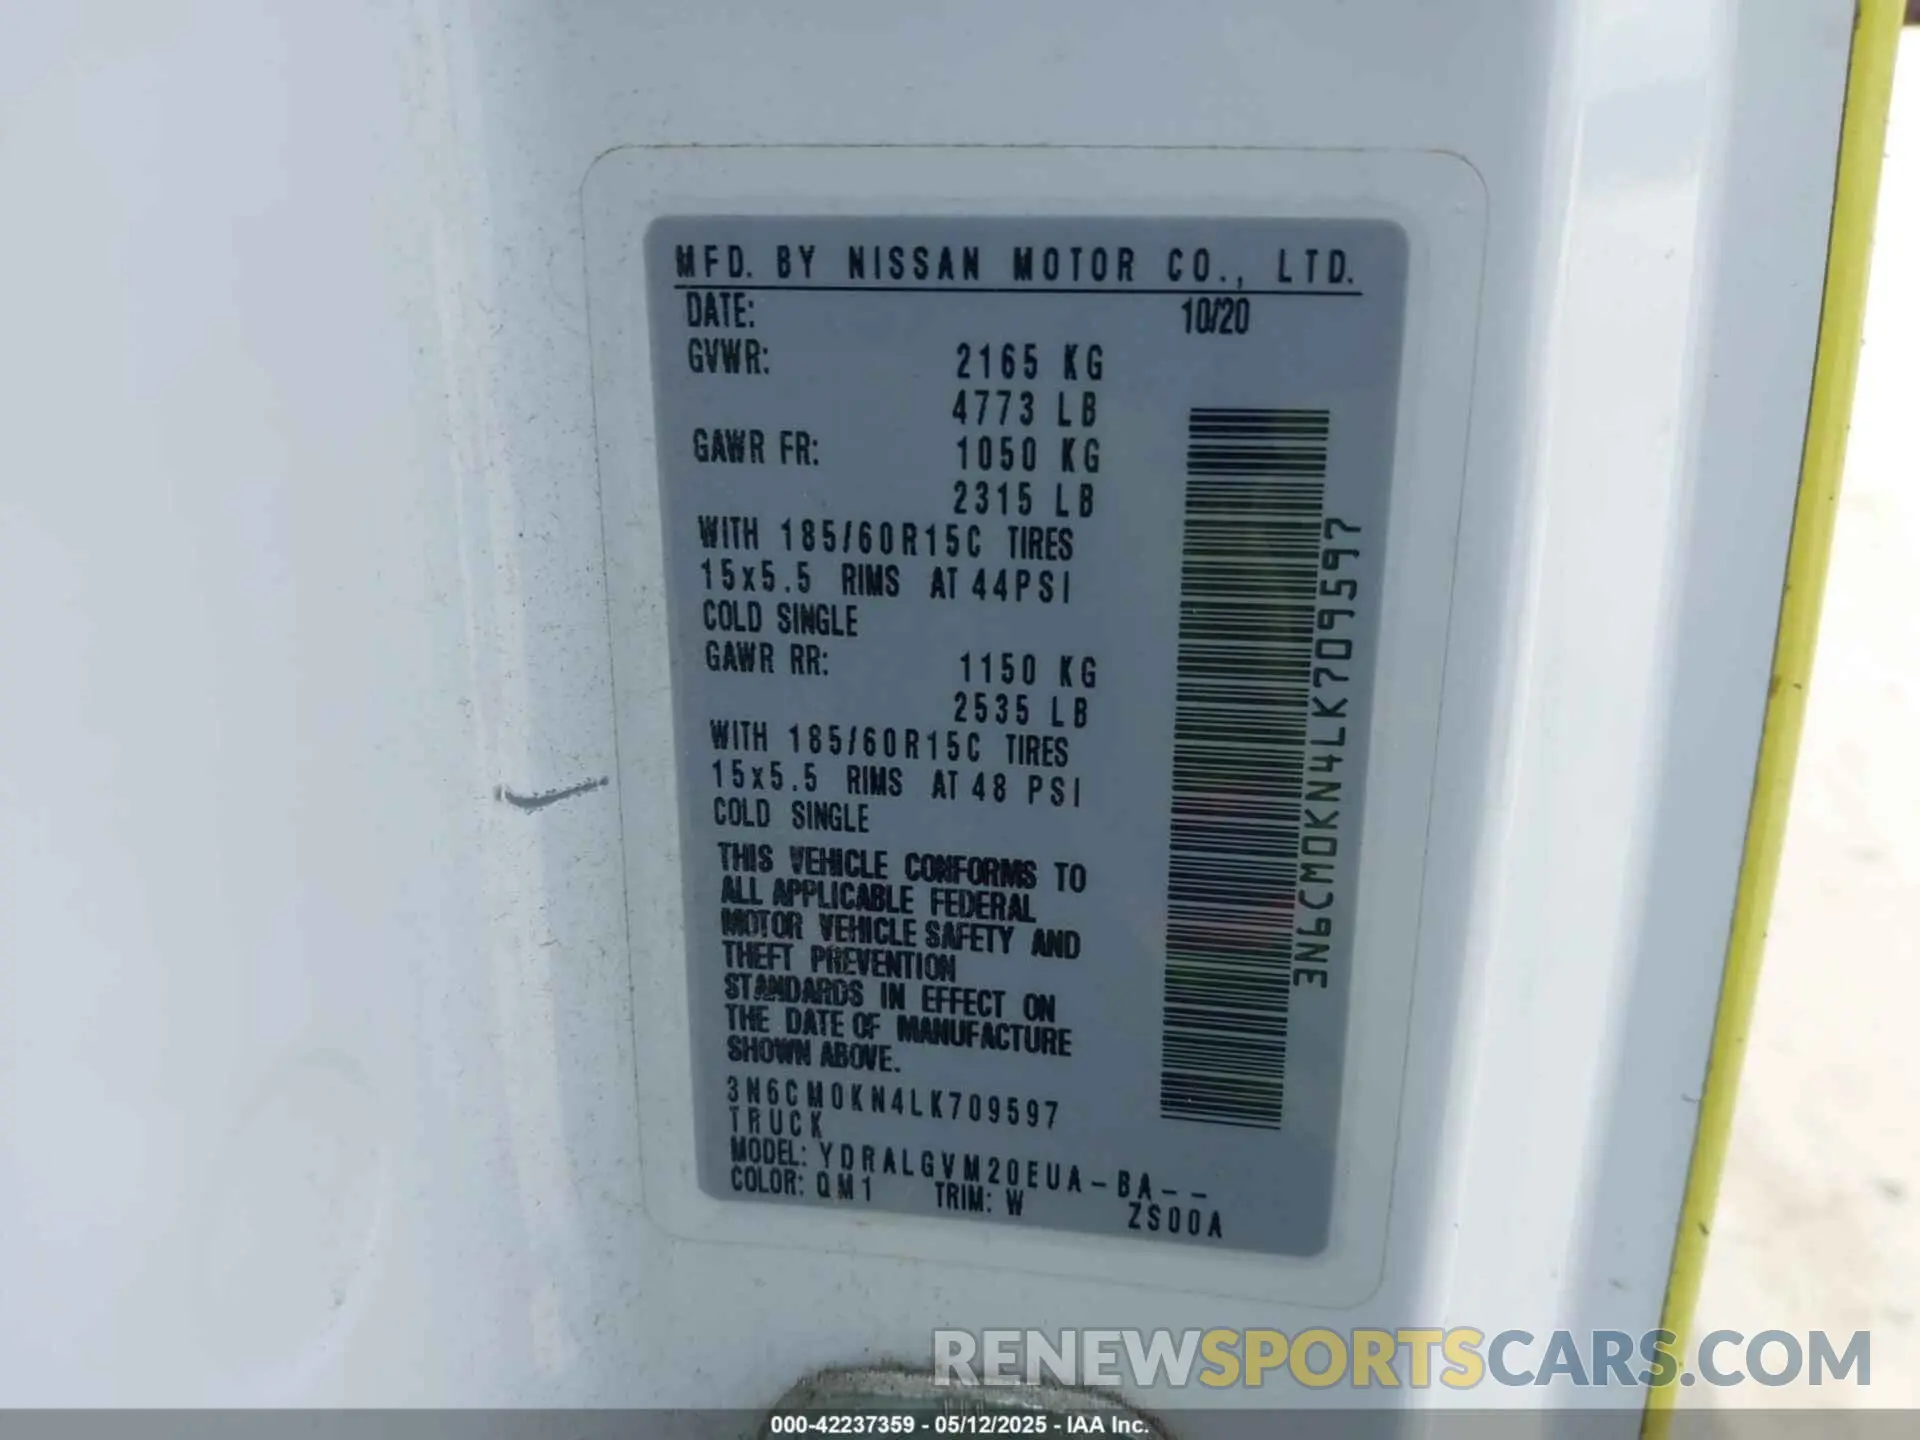 MFD. BY NISSAN MOTOR CO., LTD.
DATE: 10/20
GVWR: 2165 KG
4773 LB
GAWR FR: 1050 KG
2315 LB
WITH 185/60R15C TIRES
15x5.5 RIMS AT 44PSI
COLD SINGLE
GAWR RR: 1150 KG
2535 LB
WITH 185/60R15C TIRES
15x5.5 RIMS AT 48 PSI
COLD SINGLE
THIS VEHICLE CONFORMS TO
ALL APPLICABLE FEDERAL
MOTOR VEHICLE SAFETY AND
THEFT PREVENTION
STANDARDS IN EFFECT ON
THE DATE OF MANUFACTURE
SHOWN ABOVE.
3N6CM0KN4LK709597
TRUCK
MODEL: YDRALGVM20EUA-BA--
COLOR: QM1 TRIM: W ZS00A
3N6CM0KN4LK709597
RENEWSPORTSCARS.COM
000-42237359 - 05/12/2025 - IAA Inc.